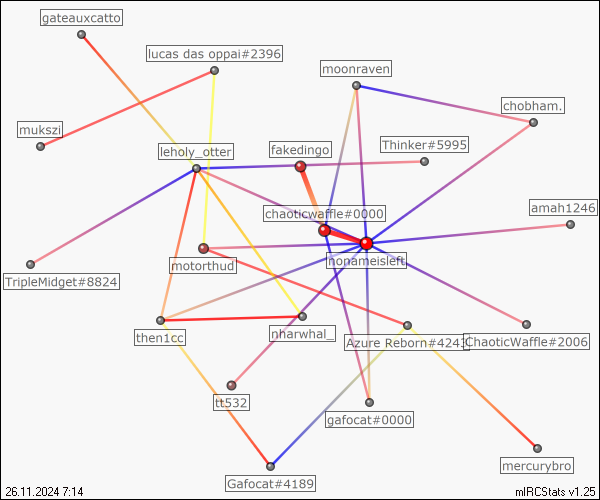 gateauxcatto
lucas das oppai#2396
moonraven
chobham.
mukszi
leholy_otter
fakedingo
Thinker#5995
chaoticwaffle#0000
amah1246
motorthud
nonameisleft
TripleMidget#8824
then1cc
nharwhal_
Azure Reborn#4243
ChaoticWaffle#2006
tt532
gafocat#0000
Gafocat#4189
mercurybro
26.11.2024 7:14
mIRCStats v1.25